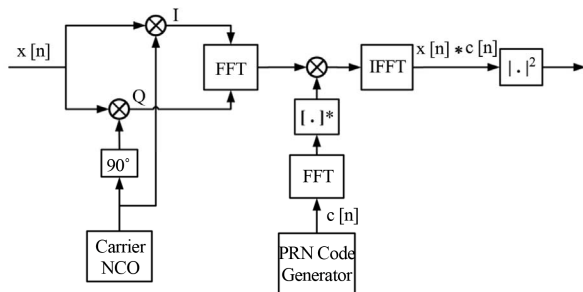 x [n]
I
Q
90°
Carrier
NCO
FFT
[ . ]*
FFT
c [n]
PRN Code
Generator
IFFT
x [n] * c [n]
| . |²